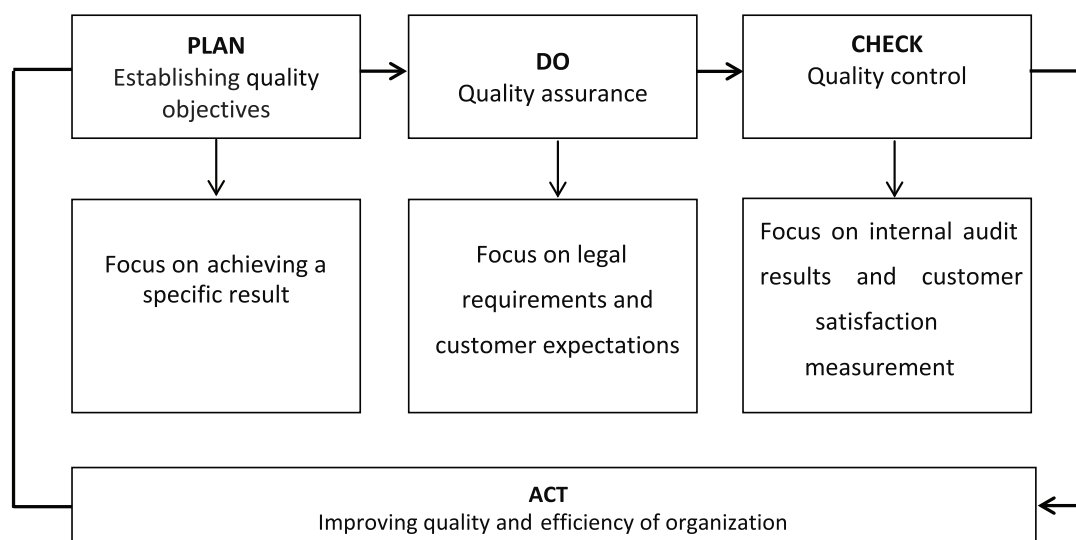 PLAN
Establishing quality
objectives
DO
Quality assurance
CHECK
Quality control
Focus on achieving a
specific result
Focus on legal
requirements and
customer expectations
Focus on internal audit
results and customer
satisfaction
measurement
ACT
Improving quality and efficiency of organization